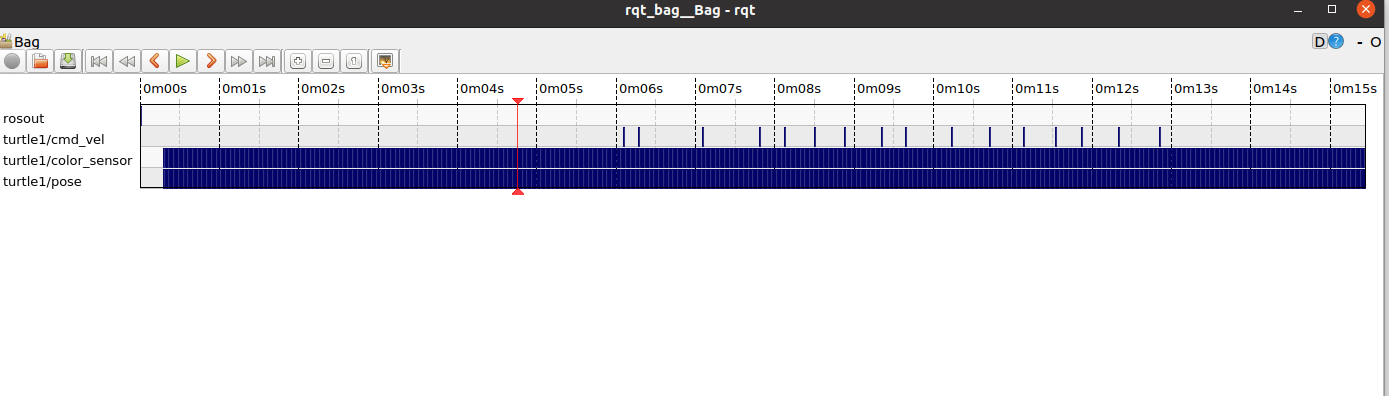 rqt_bag__Bag - rqt
Bag
D ? - O
0m00s 0m01s 0m02s 0m03s 0m04s 0m05s 0m06s 0m07s 0m08s 0m09s 0m10s 0m11s 0m12s 0m13s 0m14s 0m15s
rosout
turtle1/cmd_vel
turtle1/color_sensor
turtle1/pose